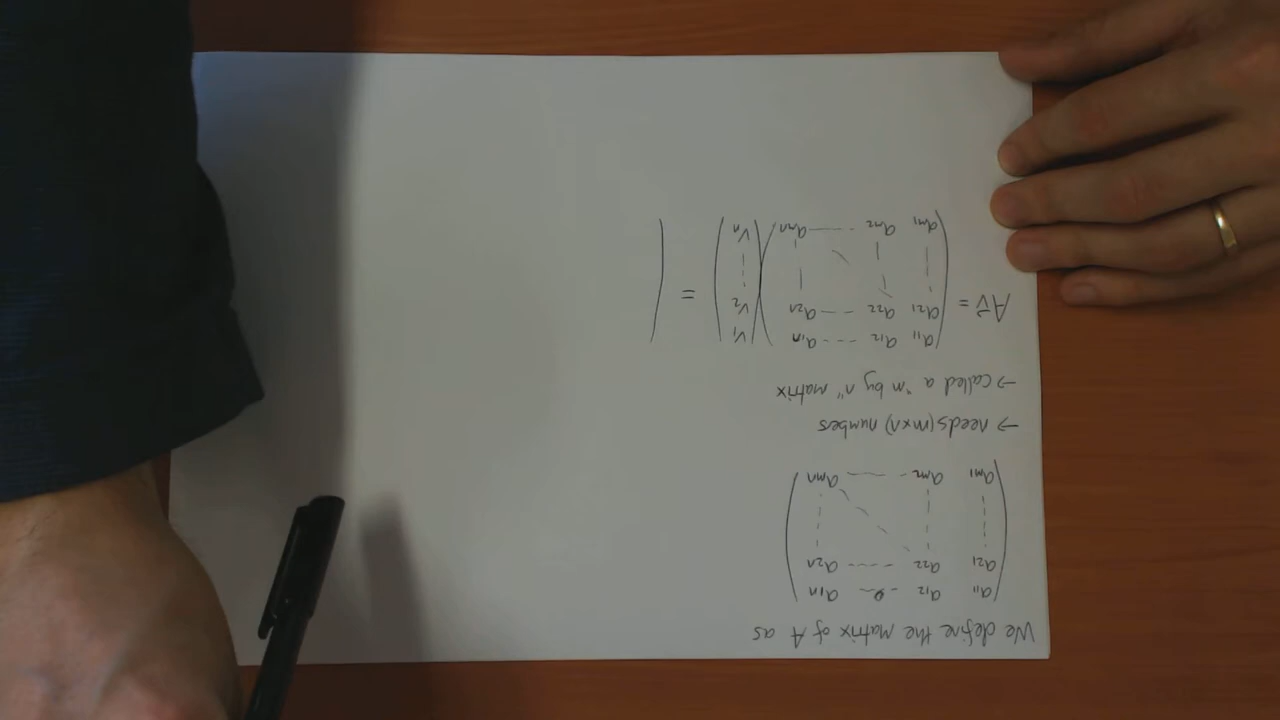 We define the matrix of A as
( a11 a12 - - a1n
a21 a22 - - - - a2n
am1 am2 - - - amn )
→ needs (m×n) numbers
→ called a "m by n" matrix
Av⃗ = ( a11 a12 - - - a1n
a21 a22 - - - a2n
am1 am2 - - - amn ) ( v1
v2
vn ) = (